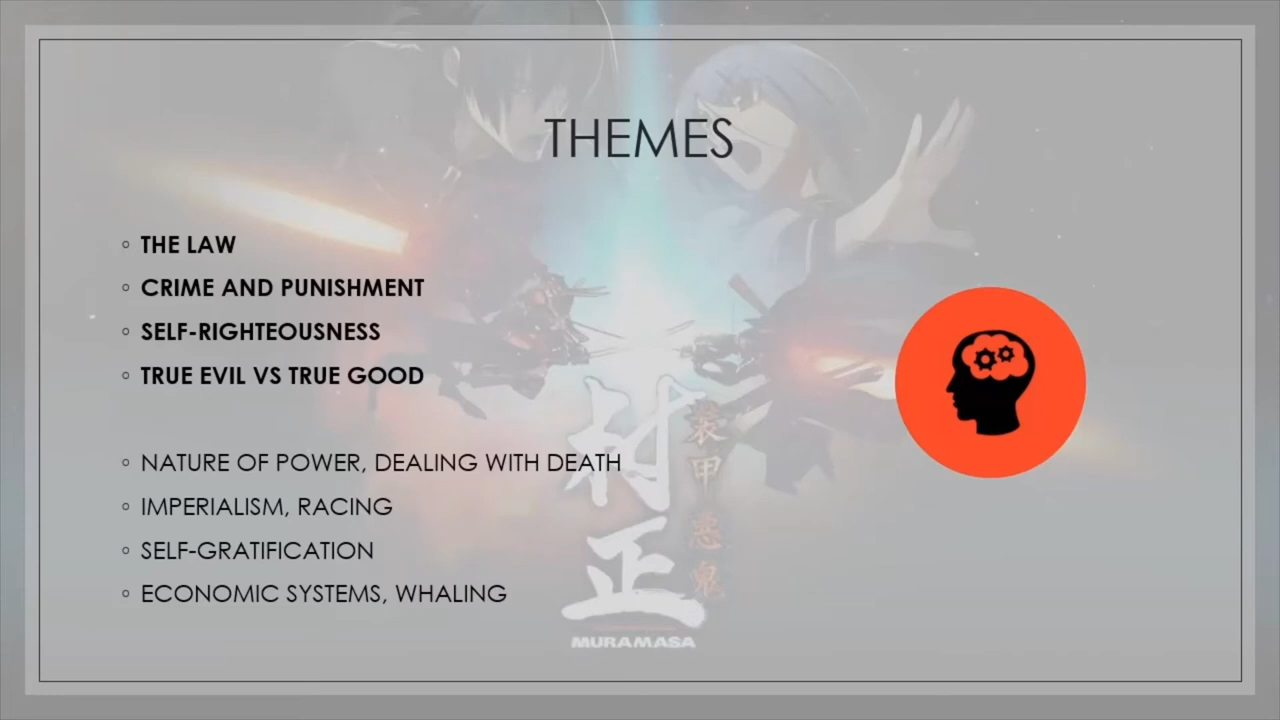 THEMES
THE LAW
CRIME AND PUNISHMENT
SELF-RIGHTEOUSNESS
TRUE EVIL VS TRUE GOOD
NATURE OF POWER, DEALING WITH DEATH
IMPERIALISM, RACING
SELF-GRATIFICATION
ECONOMIC SYSTEMS, WHALING
装甲悪鬼
村正
MURAMASA